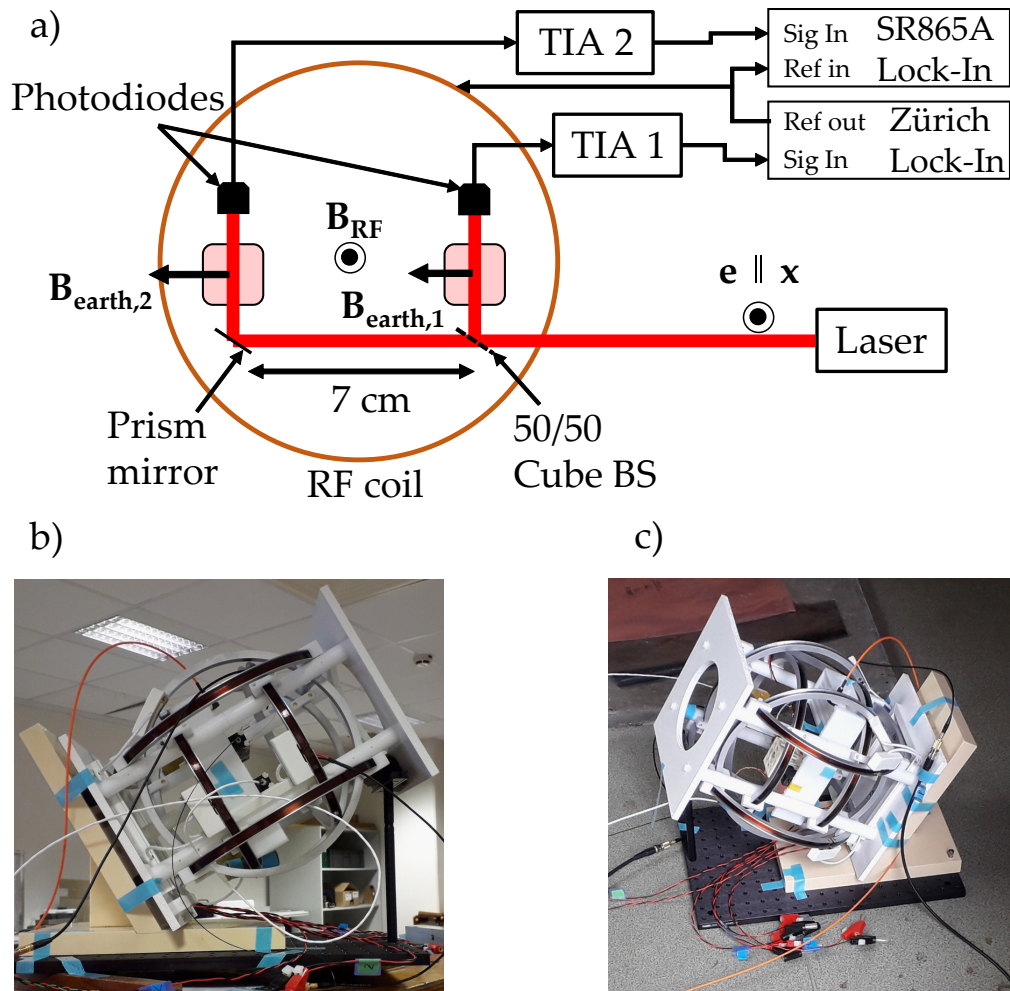 a)
TIA 2
Sig In SR865A
Ref in Lock-In
Photodiodes
Ref out Zürich
TIA 1
Sig In Lock-In
B_RF
B_earth,2
B_earth,1
e ∥ x
Laser
7 cm
Prism
mirror
50/50
Cube BS
RF coil
b)
c)